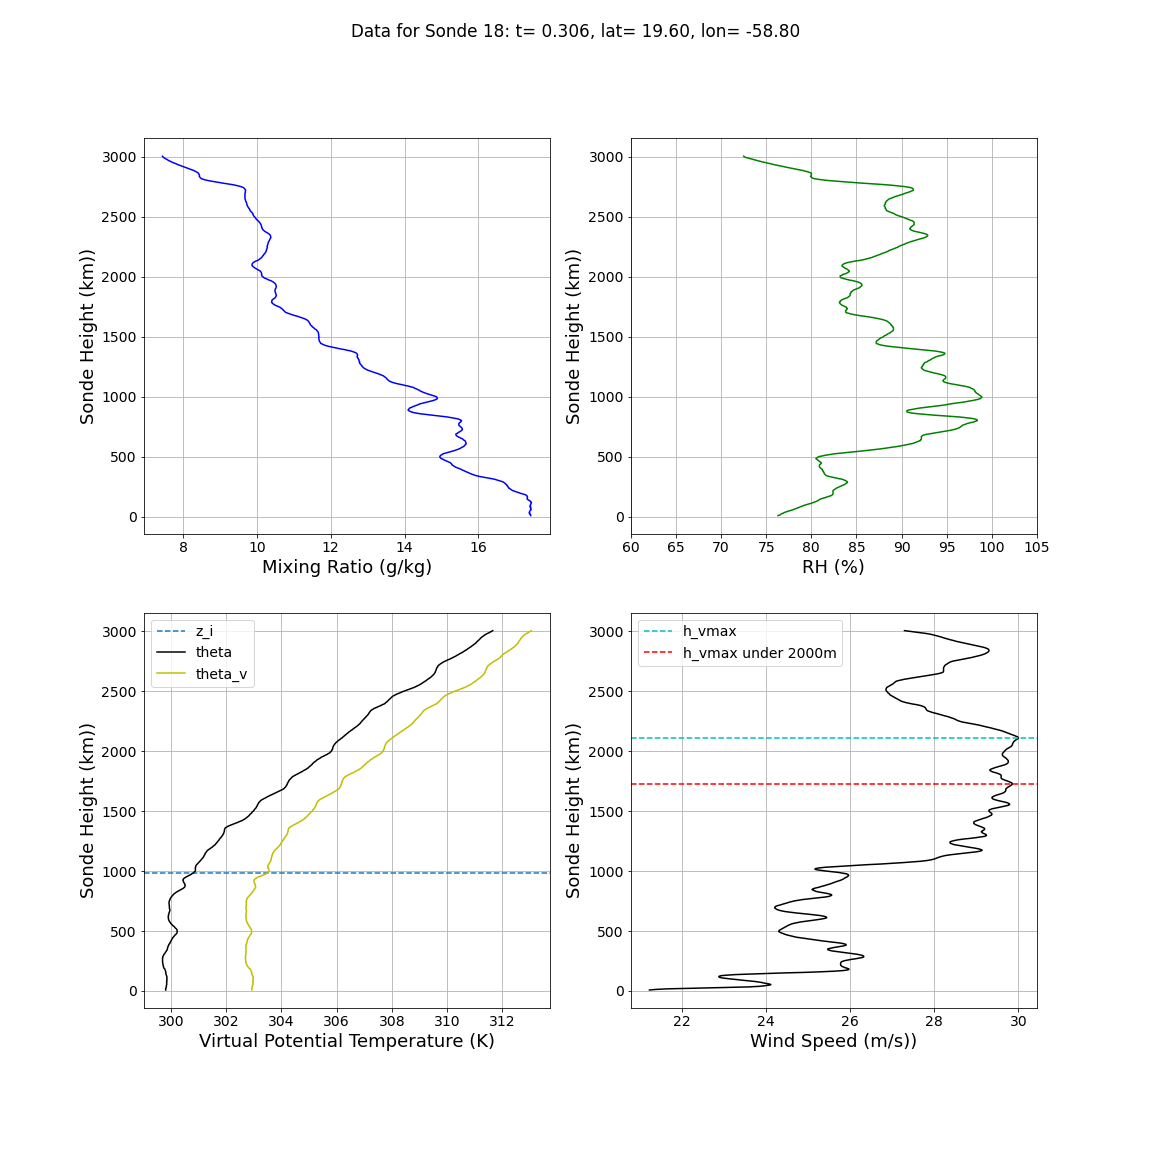 Data for Sonde 18: t= 0.306, lat= 19.60, lon= -58.80
3000
2500
2000
1500
1000
500
0
Sonde Height (km))
8 10 12 14 16
Mixing Ratio (g/kg)
3000
2500
2000
1500
1000
500
0
Sonde Height (km))
60 65 70 75 80 85 90 95 100 105
RH (%)
z_i
theta
theta_v
3000
2500
2000
1500
1000
500
0
Sonde Height (km))
300 302 304 306 308 310 312
Virtual Potential Temperature (K)
h_vmax
h_vmax under 2000m
3000
2500
2000
1500
1000
500
0
Sonde Height (km))
22 24 26 28 30
Wind Speed (m/s))